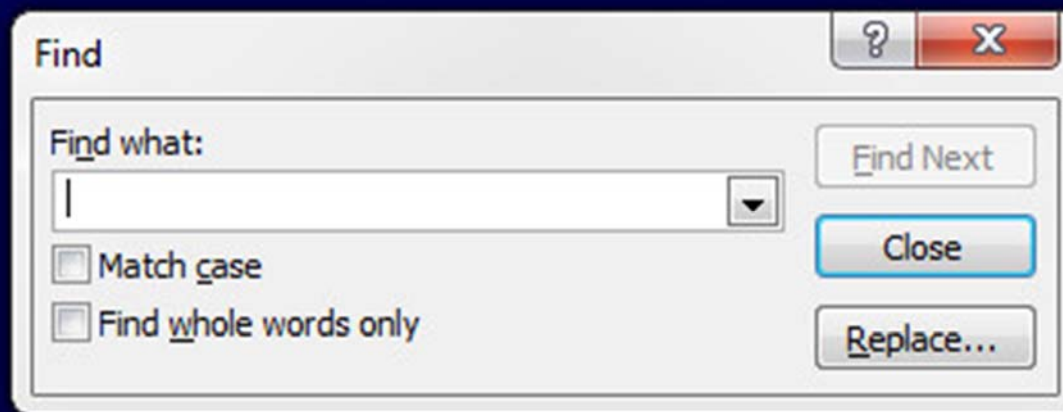 Find
Find what:
Find Next
Close
Match case
Find whole words only
Replace...